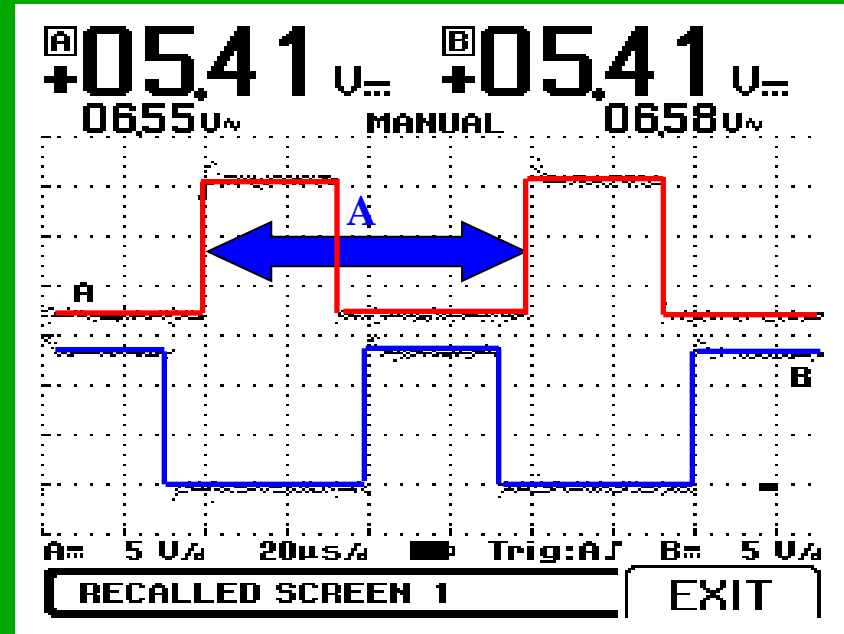 A +05.41 V⎓ B +05.41 V⎓
06.55 V~ MANUAL 06.58 V~
A
A
B
A⎓ 5 V/d 20µs/d Trig:A⎍ B⎓ 5 V/d
RECALLED SCREEN 1 EXIT